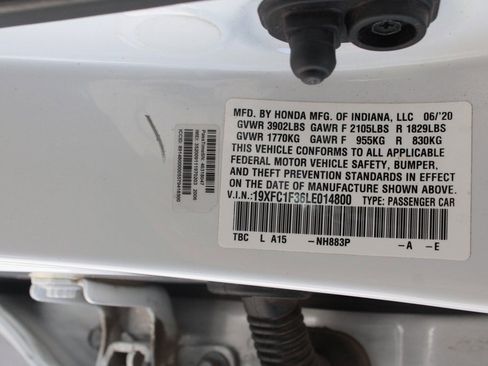 MFD. BY HONDA MFG. OF INDIANA, LLC 06/'20
GVWR 3902LBS GAWR F 2105LBS R 1829LBS
GVWR 1770KG GAWR F 955KG R 830KG
THIS VEHICLE CONFORMS TO ALL APPLICABLE
FEDERAL MOTOR VEHICLE SAFETY, BUMPER,
AND THEFT PREVENTION STANDARDS IN EFFECT
ON THE DATE OF MANUFACTURE SHOWN ABOVE.
V.I.N.: 19XFC1F36LE014800 TYPE: PASSENGER CAR
TBC L A15 -NH883P -A -E